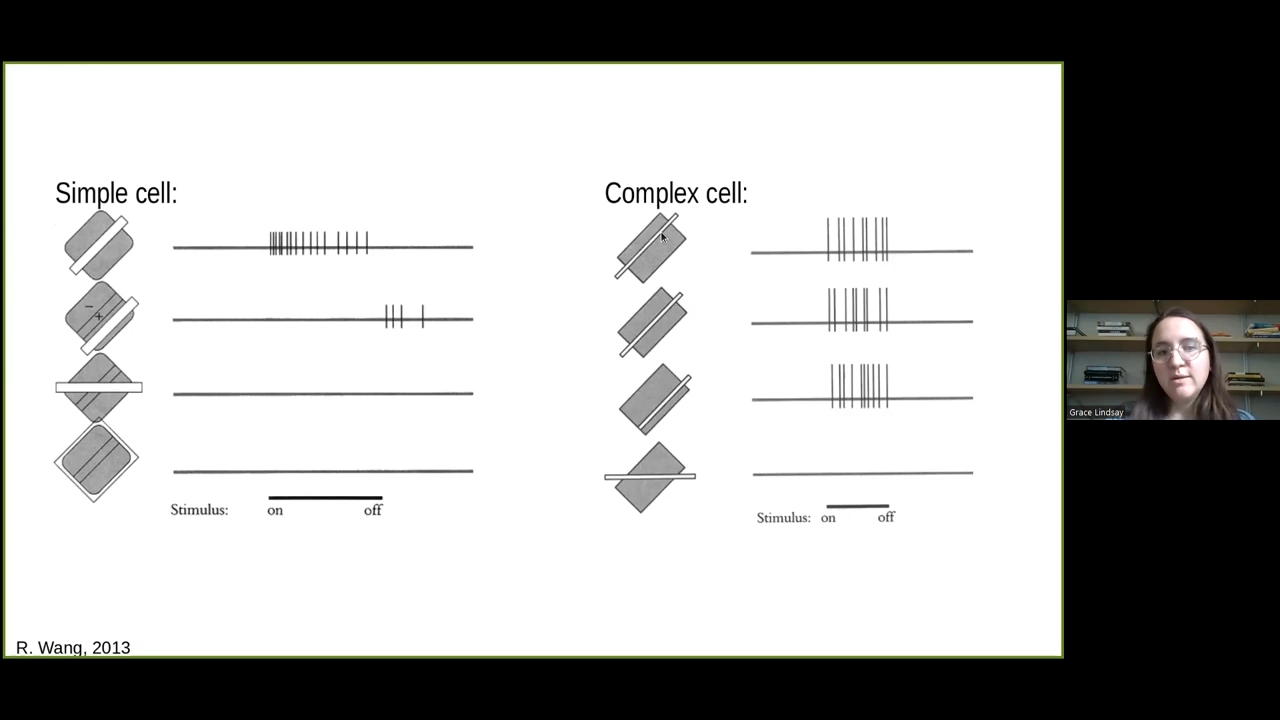 Simple cell:
− +
Stimulus: on off
Complex cell:
Stimulus: on off
R. Wang, 2013
Grace Lindsay